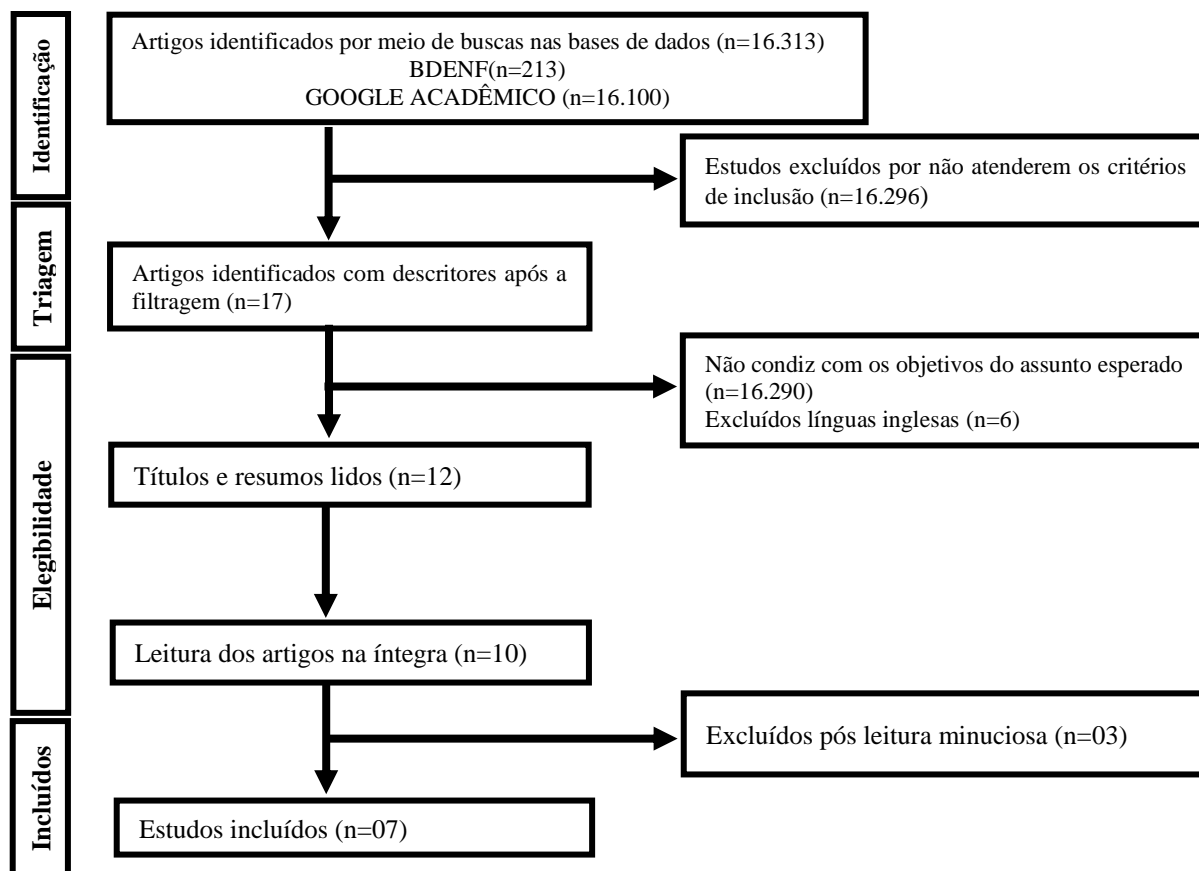 Identificação
Artigos identificados por meio de buscas nas bases de dados (n=16.313)
BDENF(n=213)
GOOGLE ACADÊMICO (n=16.100)
Estudos excluídos por não atenderem os critérios
de inclusão (n=16.296)
Triagem
Artigos identificados com descritores após a
filtragem (n=17)
Elegibilidade
Não condiz com os objetivos do assunto esperado
(n=16.290)
Excluídos línguas inglesas (n=6)
Títulos e resumos lidos (n=12)
Leitura dos artigos na íntegra (n=10)
Incluídos
Excluídos pós leitura minuciosa (n=03)
Estudos incluídos (n=07)